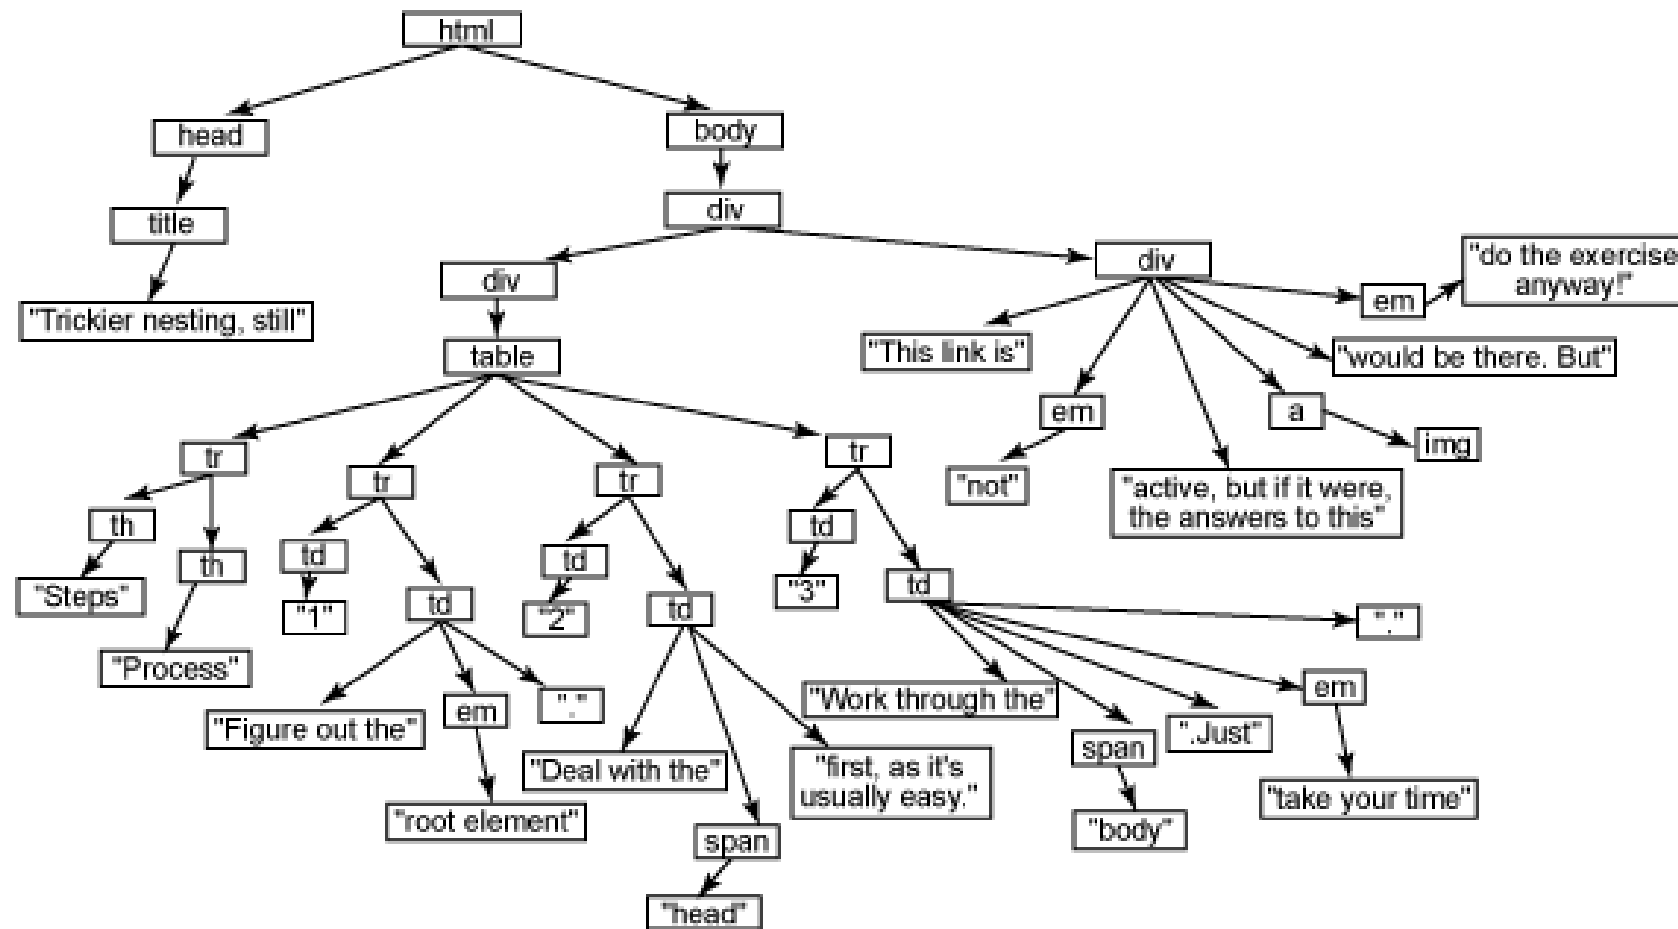 html
head
body
title
div
"Trickier nesting, still"
div
div
em
"do the exercise
anyway!"
table
"This link is"
"would be there. But"
em
a
img
"not"
"active, but if it were,
the answers to this"
tr
tr
tr
tr
th
th
"Steps"
"Process"
td
"1"
td
"Figure out the"
em
"."
"root element"
td
"2"
td
"Deal with the"
span
"head"
"first, as it's
usually easy."
td
"3"
td
"Work through the"
span
"body"
".Just"
em
"take your time"
"."